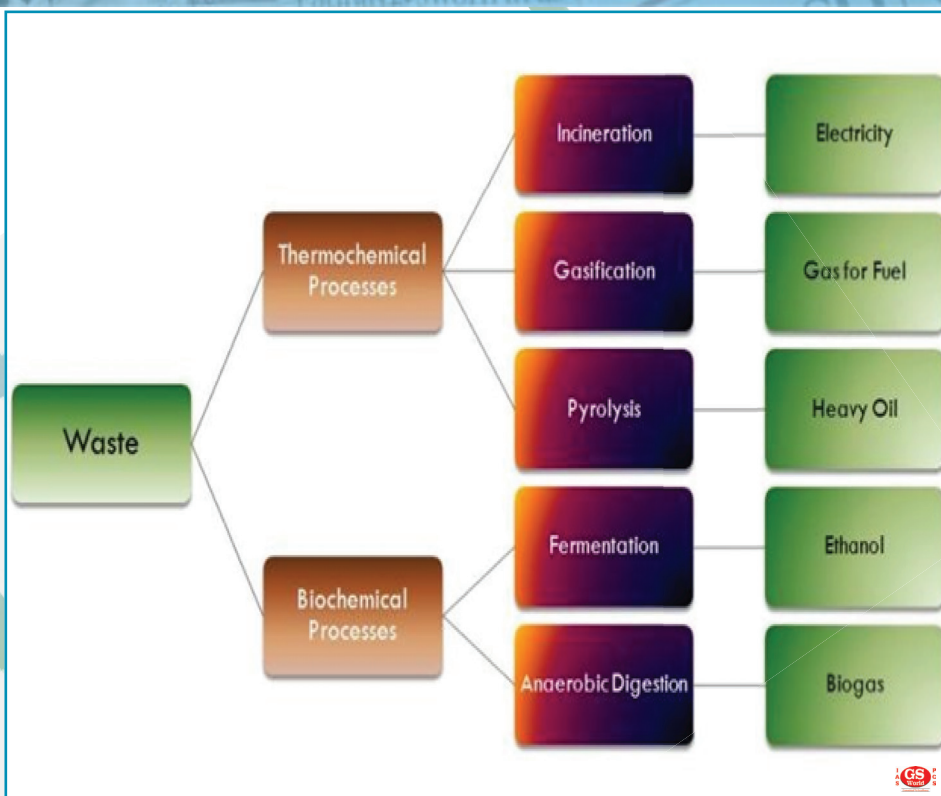 Incineration
Electricity
Thermochemical
Processes
Gasification
Gas for Fuel
Pyrolysis
Heavy Oil
Waste
Fermentation
Ethanol
Biochemical
Processes
Anaerobic Digestion
Biogas
GS
World